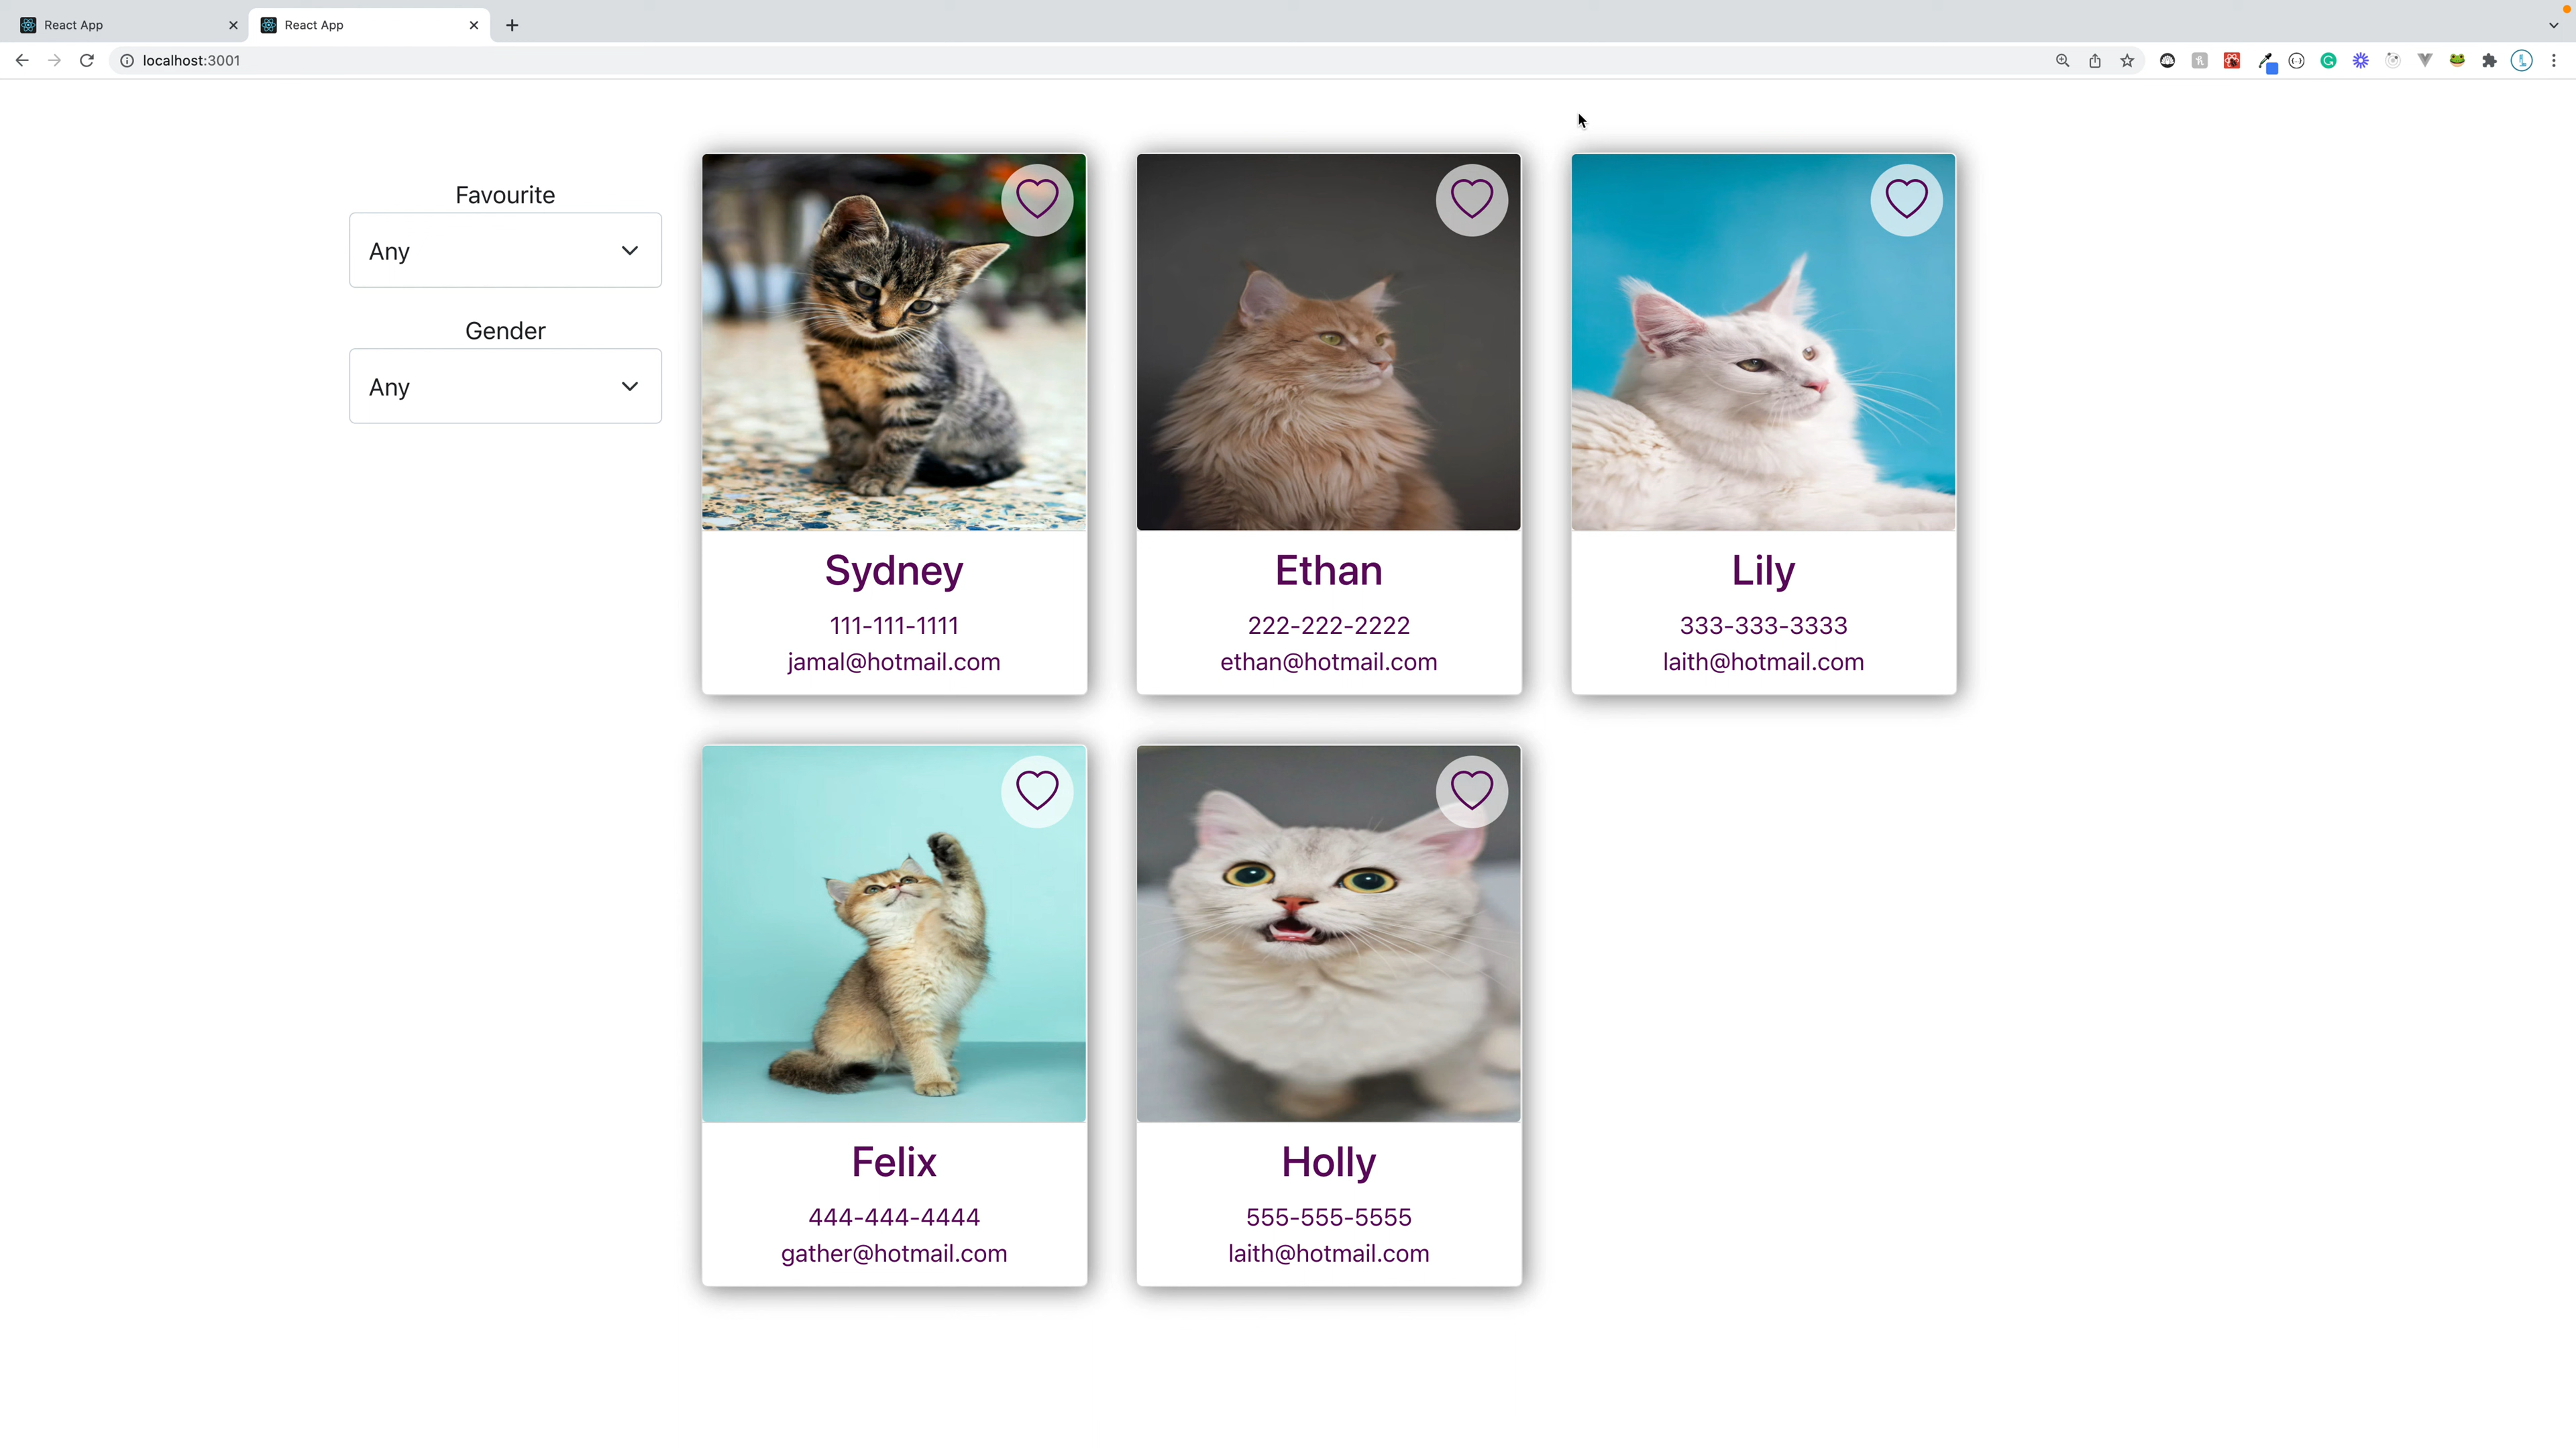 React App
React App
localhost:3001
Favourite
Any
Gender
Any
Sydney
111-111-1111
jamal@hotmail.com
Ethan
222-222-2222
ethan@hotmail.com
Lily
333-333-3333
laith@hotmail.com
Felix
444-444-4444
gather@hotmail.com
Holly
555-555-5555
laith@hotmail.com